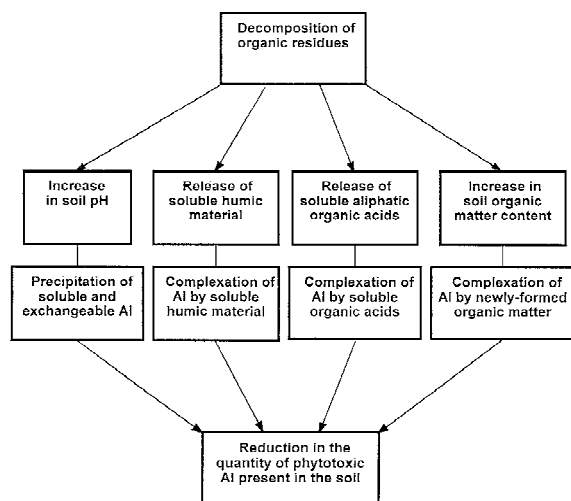 Decomposition of
organic residues
Increase
in soil pH
Release of
soluble humic
material
Release of
soluble aliphatic
organic acids
Increase in
soil organic
matter content
Precipitation of
soluble and
exchangeable Al
Complexation of
Al by soluble
humic material
Complexation of
Al by soluble
organic acids
Complexation of
Al by newly-formed
organic matter
Reduction in the
quantity of phytotoxic
Al present in the soil